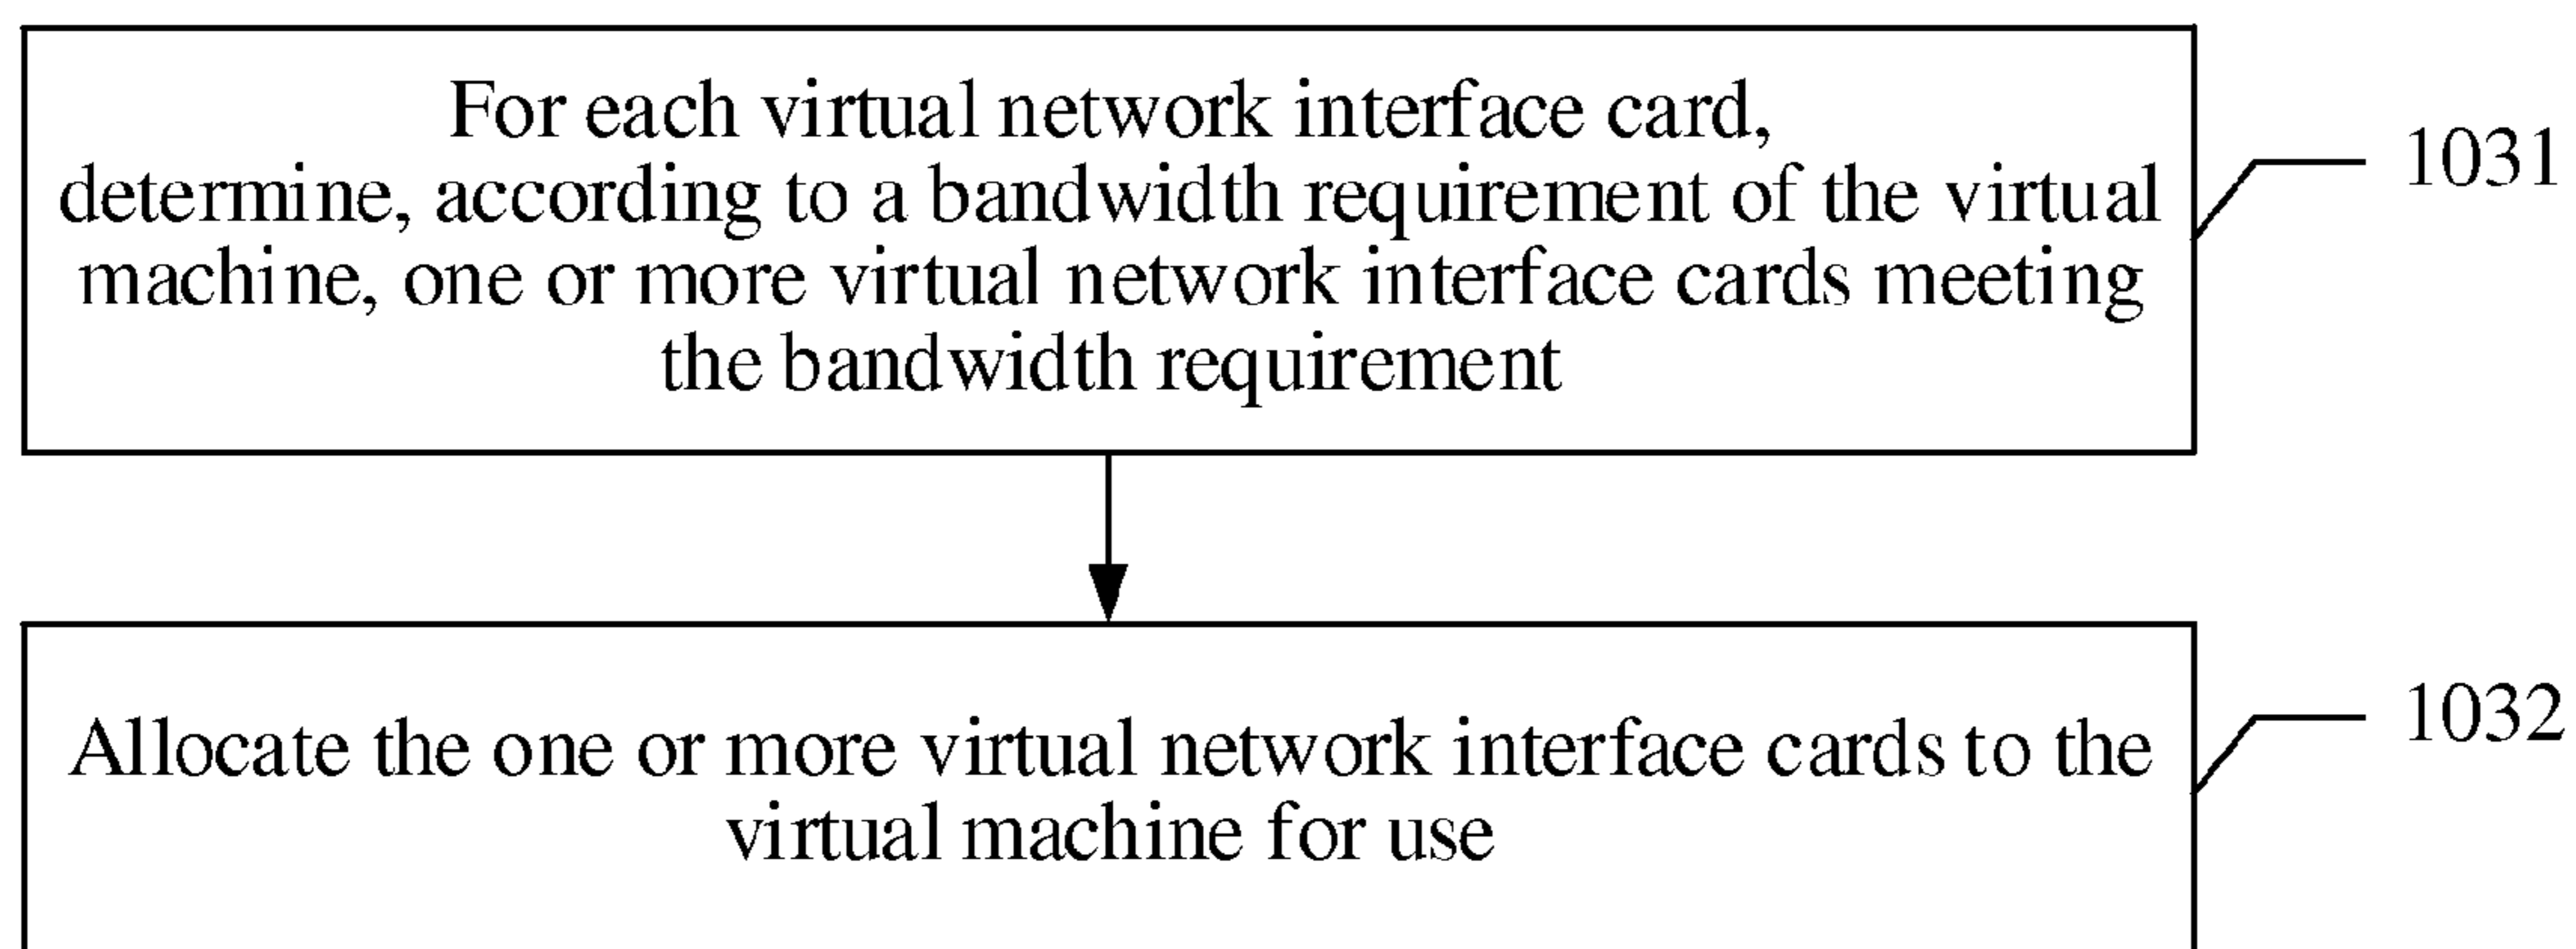 For each virtual network interface card,
determine, according to a bandwidth requirement of the virtual
machine, one or more virtual network interface cards meeting
the bandwidth requirement
1031
Allocate the one or more virtual network interface cards to the
virtual machine for use
1032